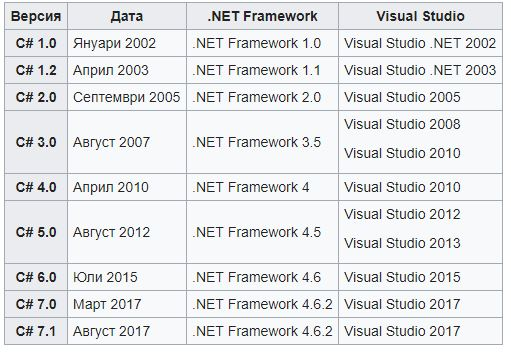 Версия Дата .NET Framework Visual Studio
C# 1.0 Януари 2002 .NET Framework 1.0 Visual Studio .NET 2002
C# 1.2 Април 2003 .NET Framework 1.1 Visual Studio .NET 2003
C# 2.0 Септември 2005 .NET Framework 2.0 Visual Studio 2005
C# 3.0 Август 2007 .NET Framework 3.5 Visual Studio 2008
Visual Studio 2010
C# 4.0 Април 2010 .NET Framework 4 Visual Studio 2010
C# 5.0 Август 2012 .NET Framework 4.5 Visual Studio 2012
Visual Studio 2013
C# 6.0 Юли 2015 .NET Framework 4.6 Visual Studio 2015
C# 7.0 Март 2017 .NET Framework 4.6.2 Visual Studio 2017
C# 7.1 Август 2017 .NET Framework 4.6.2 Visual Studio 2017